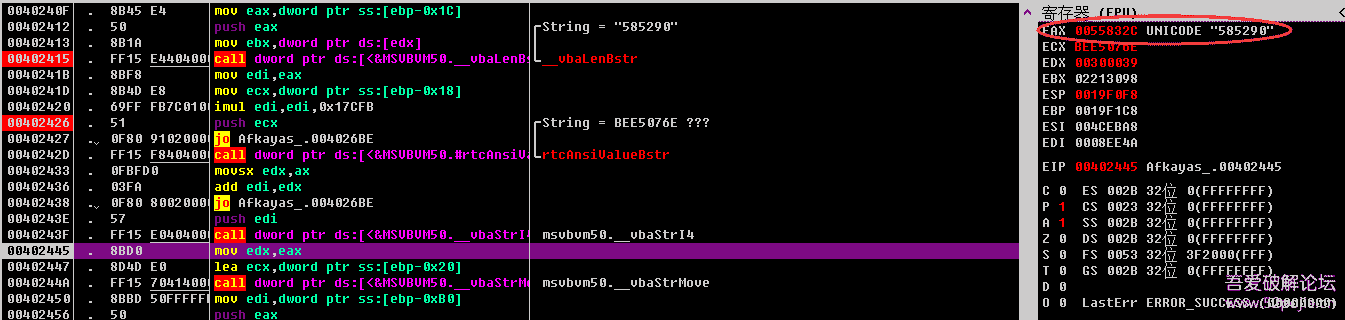 0040240F . 8B45 E4 mov eax,dword ptr ss:[ebp-0x1C]
00402412 . 50 push eax String = "585290"
00402413 . 8B1A mov ebx,dword ptr ds:[edx]
00402415 . FF15 E4404000 call dword ptr ds:[<&MSVBVM50.__vbaLenBs __vbaLenBstr
0040241B . 8BF8 mov edi,eax
0040241D . 8B4D E8 mov ecx,dword ptr ss:[ebp-0x18]
00402420 . 69FF FB7C0100 imul edi,edi,0x17CFB
00402426 . 51 push ecx String = BEE5076E ???
00402427 . 0F80 91020000 jo Afkayas_.004026BE
0040242D . FF15 F8404000 call dword ptr ds:[<&MSVBVM50.#rtcAnsiVa rtcAnsiValueBstr
00402433 . 0FBFD0 movsx edx,ax
00402436 . 03FA add edi,edx
00402438 . 0F80 80020000 jo Afkayas_.004026BE
0040243E . 57 push edi
0040243F . FF15 E0404000 call dword ptr ds:[<&MSVBVM50.__vbaStrI4 msvbvm50.__vbaStrI4
00402445 . 8BD0 mov edx,eax
00402447 . 8D4D E0 lea ecx,dword ptr ss:[ebp-0x20]
0040244A . FF15 70414000 call dword ptr ds:[<&MSVBVM50.__vbaStrMo msvbvm50.__vbaStrMove
00402450 . 8BBD 50FFFFFF mov edi,dword ptr ss:[ebp-0xB0]
00402456 . 50 push eax
寄存器 (FPU) <
EAX 0055832C UNICODE "585290"
ECX BEE5076E
EDX 00300039
EBX 02213098
ESP 0019F0F8
EBP 0019F1C8
ESI 004CEBA8
EDI 0008EE4A
EIP 00402445 Afkayas_.00402445
C 0 ES 002B 32位 0(FFFFFFFF)
P 1 CS 0023 32位 0(FFFFFFFF)
A 1 SS 002B 32位 0(FFFFFFFF)
Z 0 DS 002B 32位 0(FFFFFFFF)
S 0 FS 0053 32位 3F2000(FFF)
T 0 GS 002B 32位 0(FFFFFFFF)
D 0
O 0 LastErr ERROR_SUCCESS (00000000)
吾爱破解论坛
www.52pojie.cn